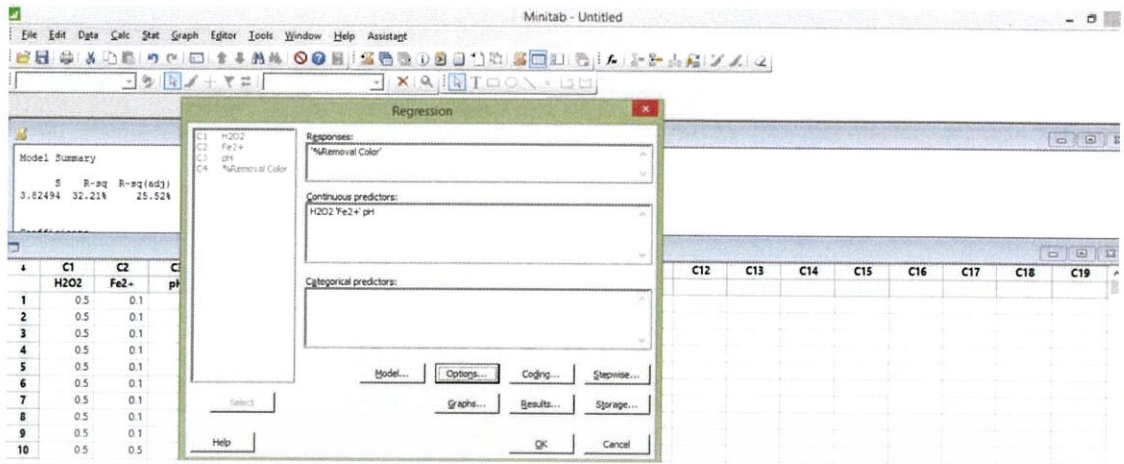 Minitab - Untitled
File Edit Data Calc Stat Graph Editor Tools Window Help Assistant
Regression
C1 H2O2
C2 Fe2+
C3 pH
C4 %Removal Color
Responses:
'%Removal Color'
Continuous predictors:
H2O2 'Fe2+' pH
Categorical predictors:
Model... Options... Coding... Stepwise...
Select Graphs... Results... Storage...
Help OK Cancel
Model Summary
S R-sq R-sq(adj)
3.82494 32.21% 25.52%
C1 C2 C12 C13 C14 C15 C16 C17 C18 C19
H2O2 Fe2+
1 0.5 0.1
2 0.5 0.1
3 0.5 0.1
4 0.5 0.1
5 0.5 0.1
6 0.5 0.1
7 0.5 0.1
8 0.5 0.1
9 0.5 0.1
10 0.5 0.5